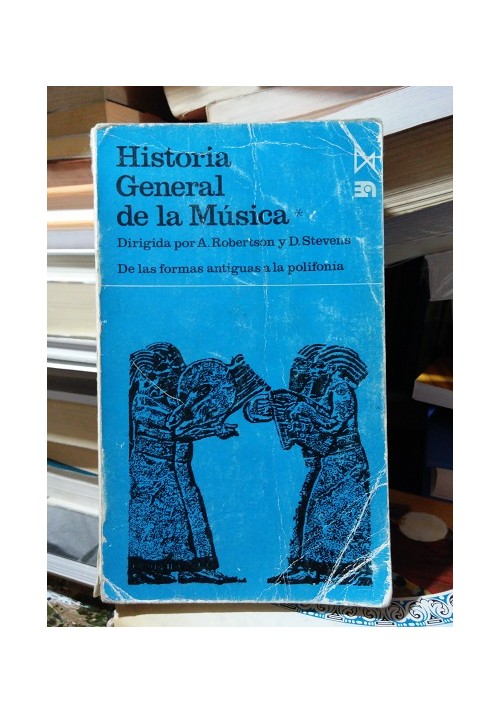 Historia
General
de la Música *
Dirigida por A. Robertson y D. Stevens
De las formas antiguas a la polifonía